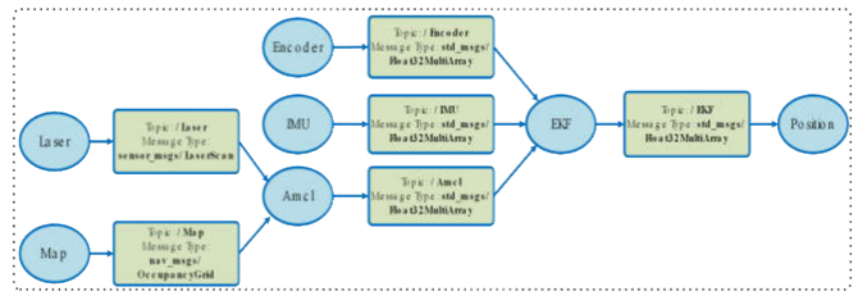 Encoder
Topic: / Encoder
Message Type: std_msgs/
Float32MultiArray
Laser
Topic: / Laser
Message Type:
sensor_msgs/ LaserScan
IMU
Topic: / IMU
Message Type: std_msgs/
Float32MultiArray
EKF
Topic: / EKF
Message Type: std_msgs/
Float32MultiArray
Position
Amcl
Topic: / Amcl
Message Type: std_msgs/
Float32MultiArray
Map
Topic: / Map
Message Type:
nav_msgs/
OccupancyGrid